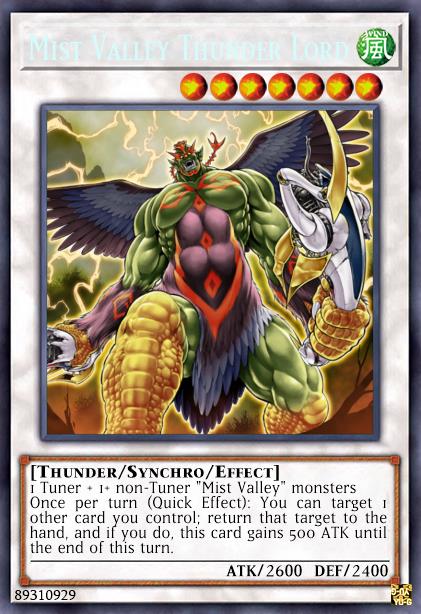 Mist Valley Thunder Lord
WIND
風
[Thunder/Synchro/Effect]
1 Tuner + 1+ non-Tuner "Mist Valley" monsters
Once per turn (Quick Effect): You can target 1
other card you control; return that target to the
hand, and if you do, this card gains 500 ATK until
the end of this turn.
ATK/2600 DEF/2400
89310929